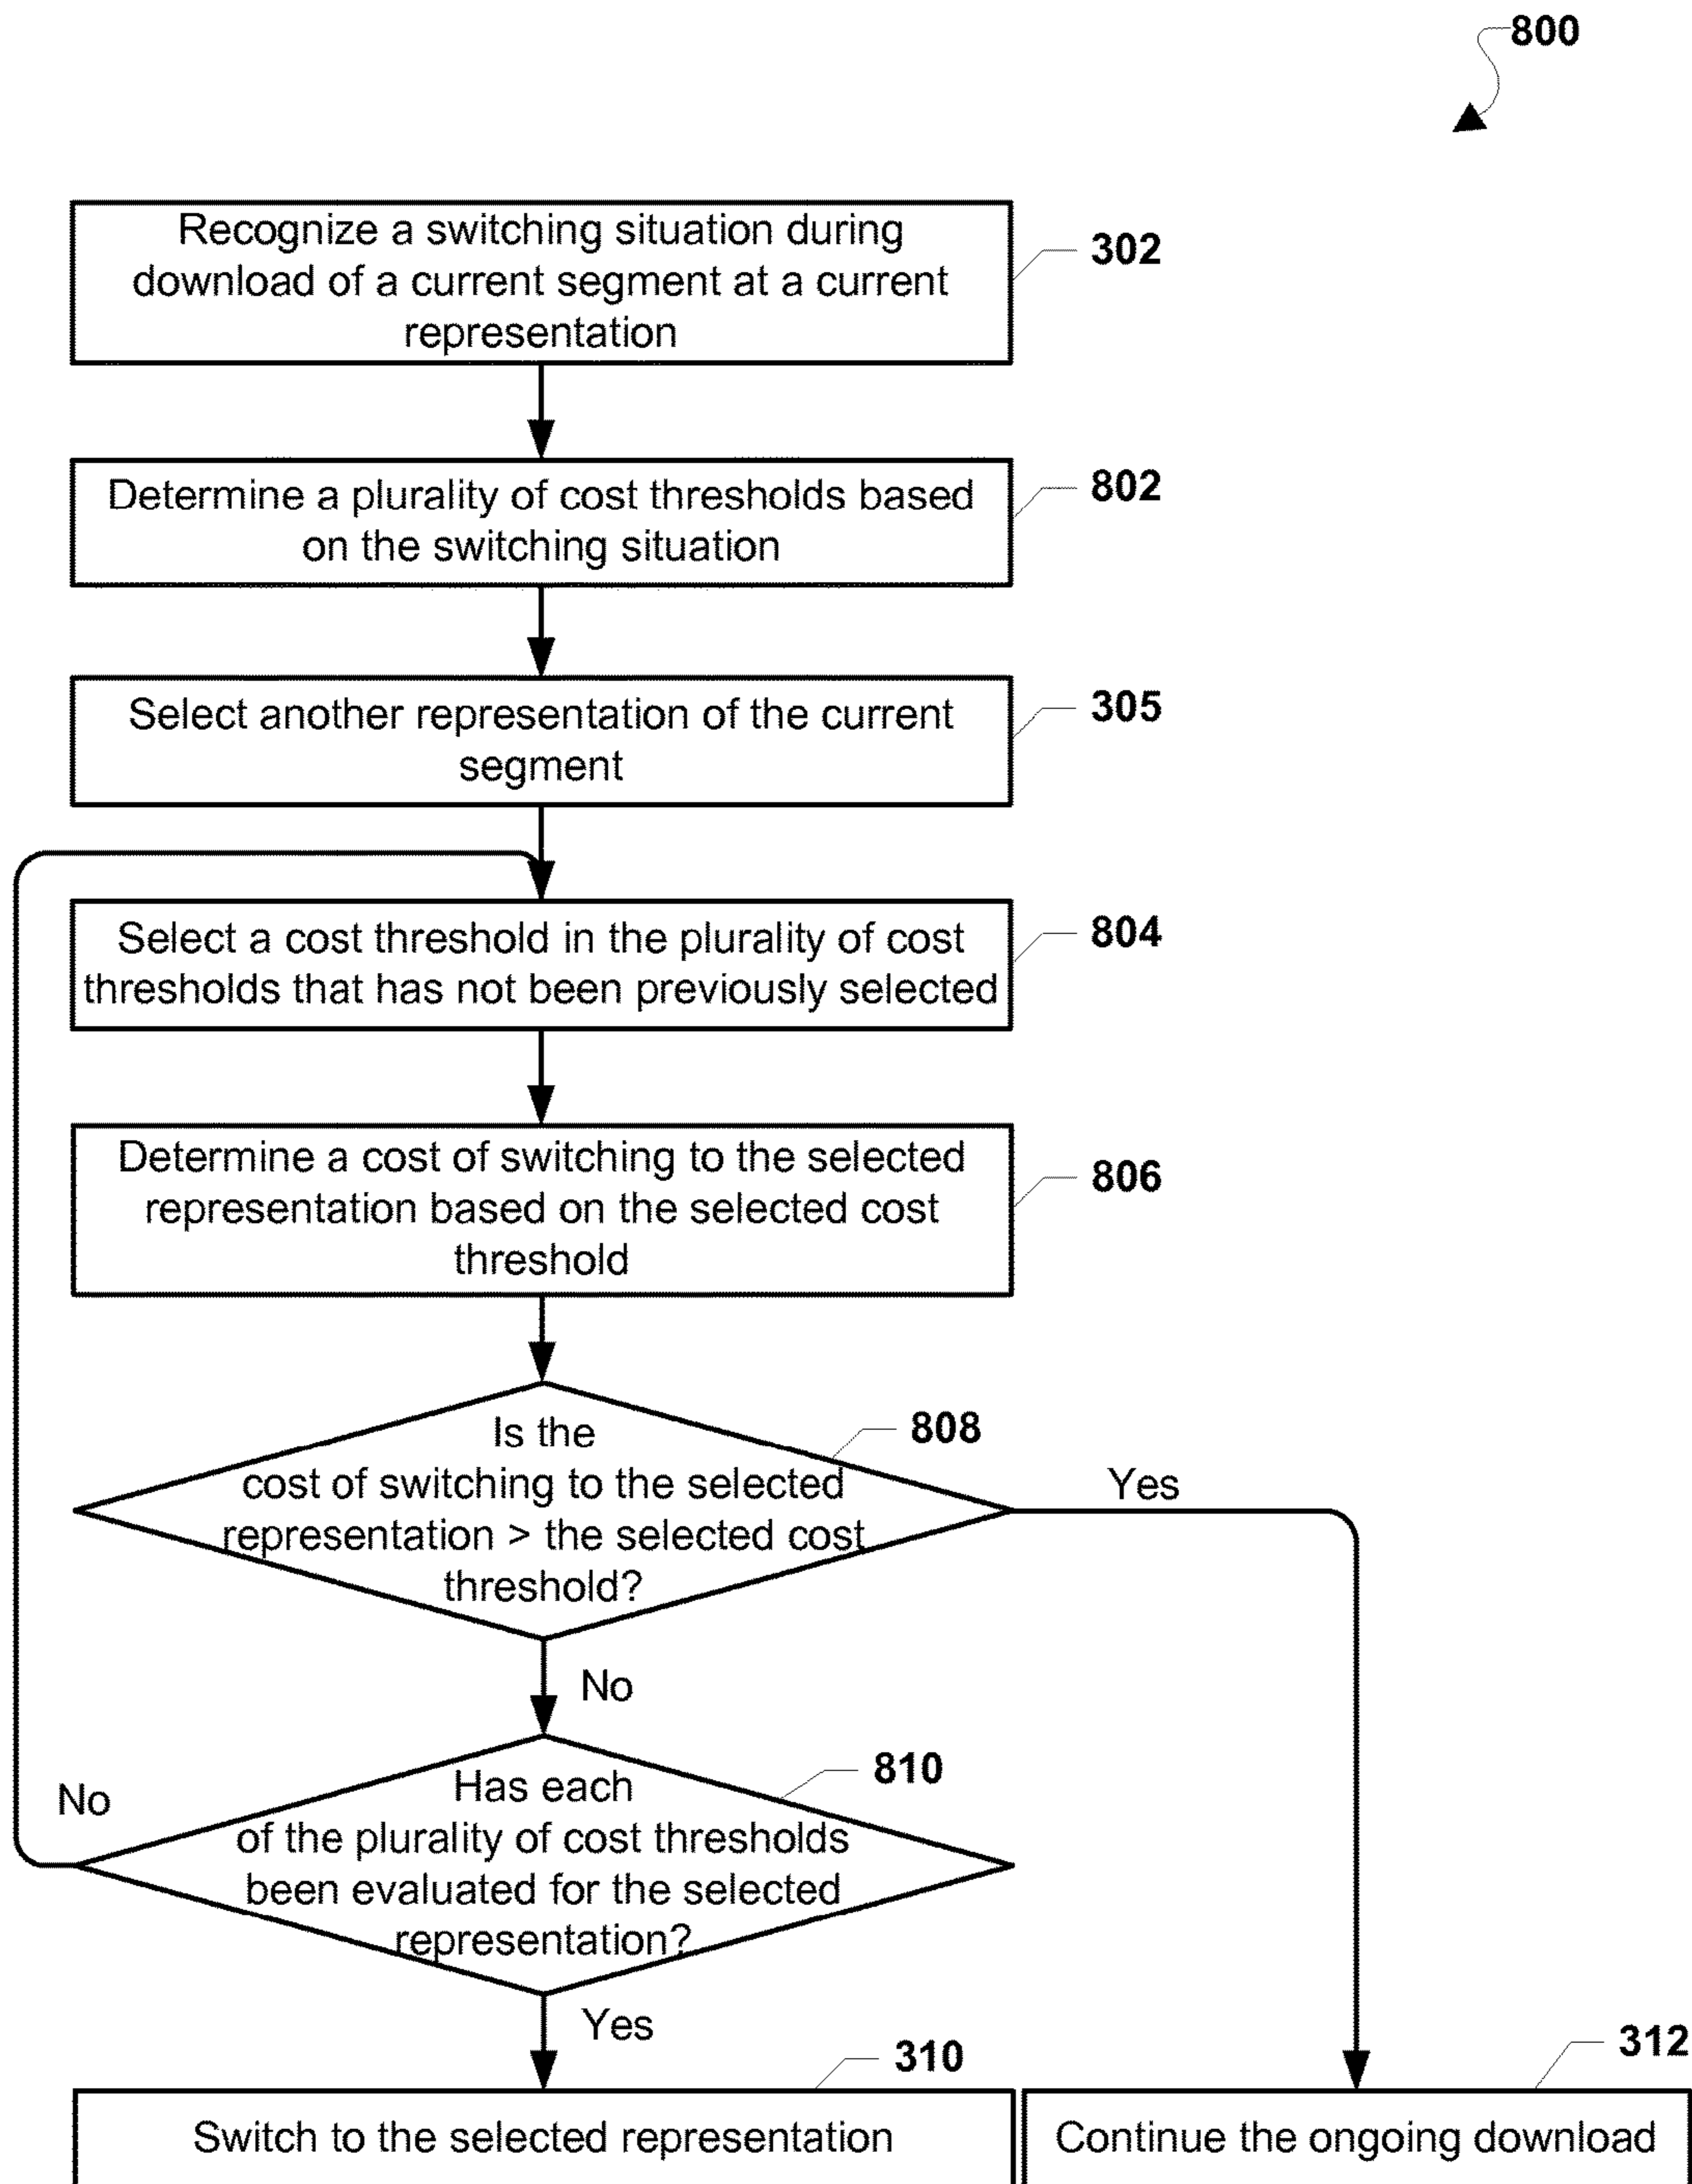 800
Recognize a switching situation during
download of a current segment at a current
representation
302
Determine a plurality of cost thresholds based
on the switching situation
802
Select another representation of the current
segment
305
Select a cost threshold in the plurality of cost
thresholds that has not been previously selected
804
Determine a cost of switching to the selected
representation based on the selected cost
threshold
806
Is the
cost of switching to the selected
representation > the selected cost
threshold?
808
Yes
No
Has each
of the plurality of cost thresholds
been evaluated for the selected
representation?
810
No
Yes
Switch to the selected representation
310
Continue the ongoing download
312